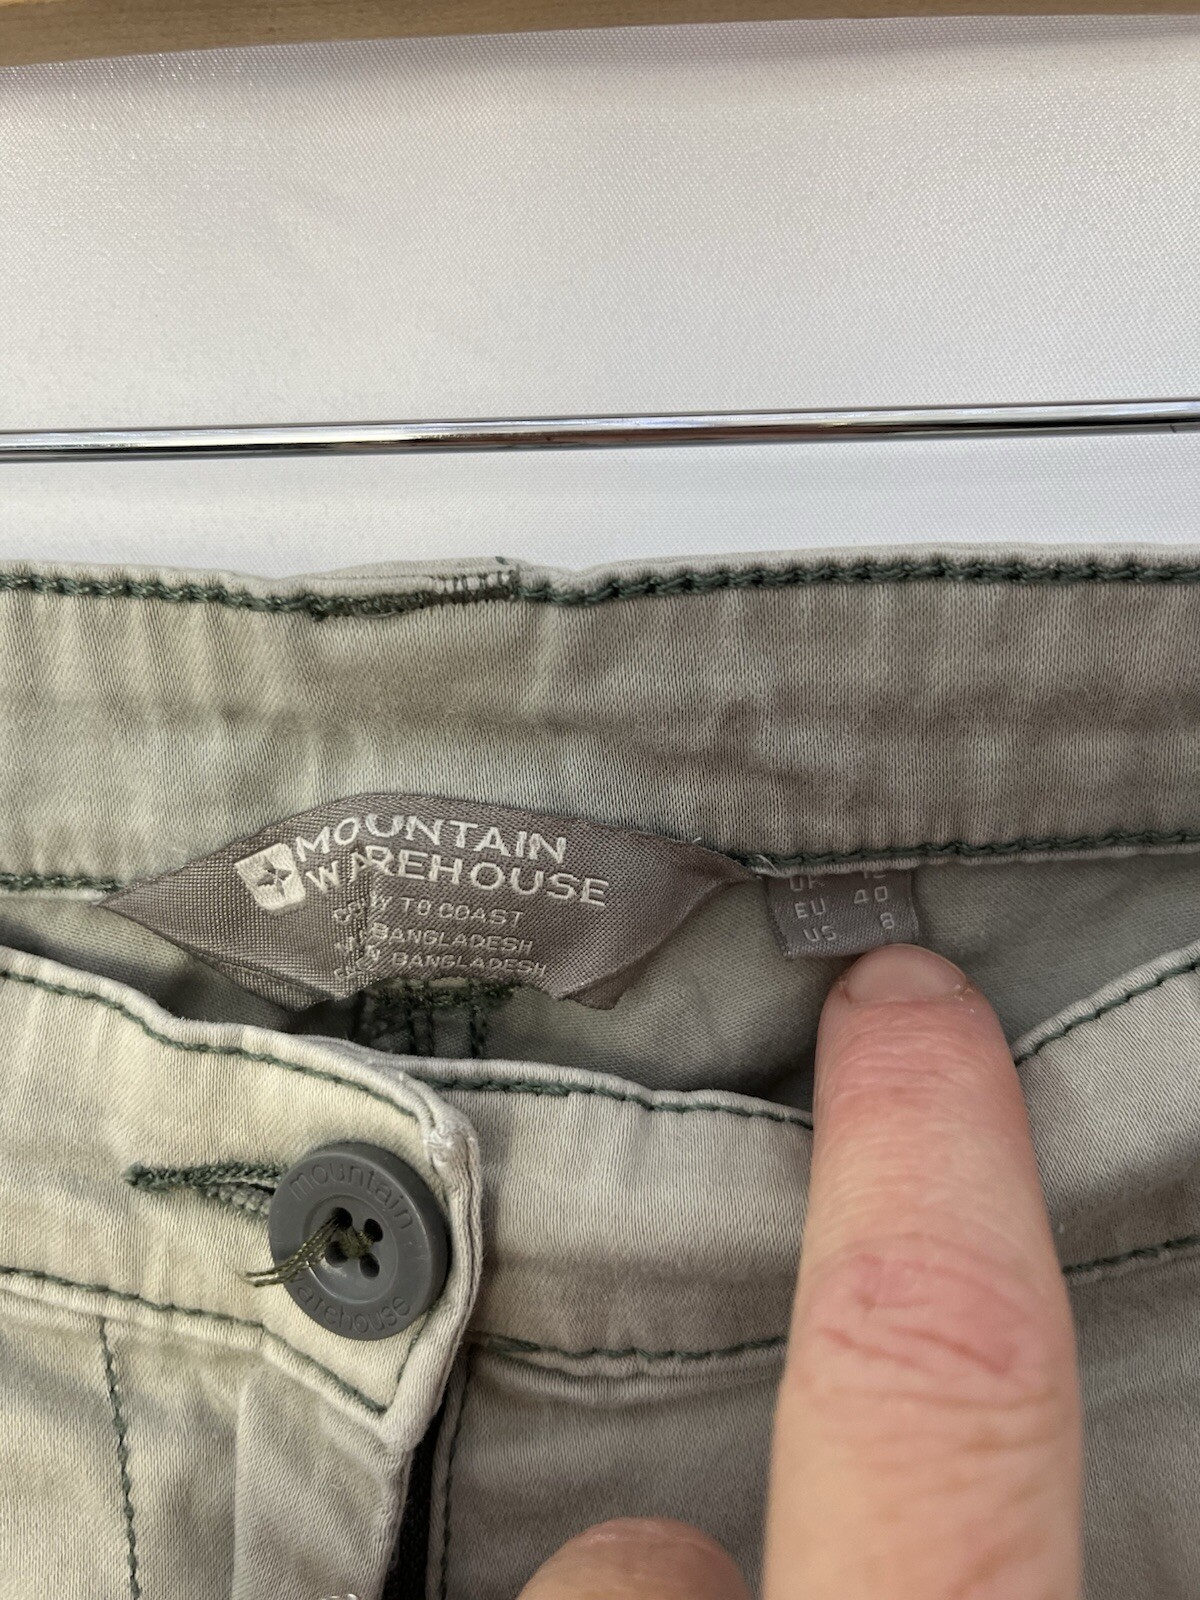 MOUNTAIN
WAREHOUSE
TO COAST
BANGLADESH
BANGLADESH
UK
EU 40
US 8
mountain
warehouse